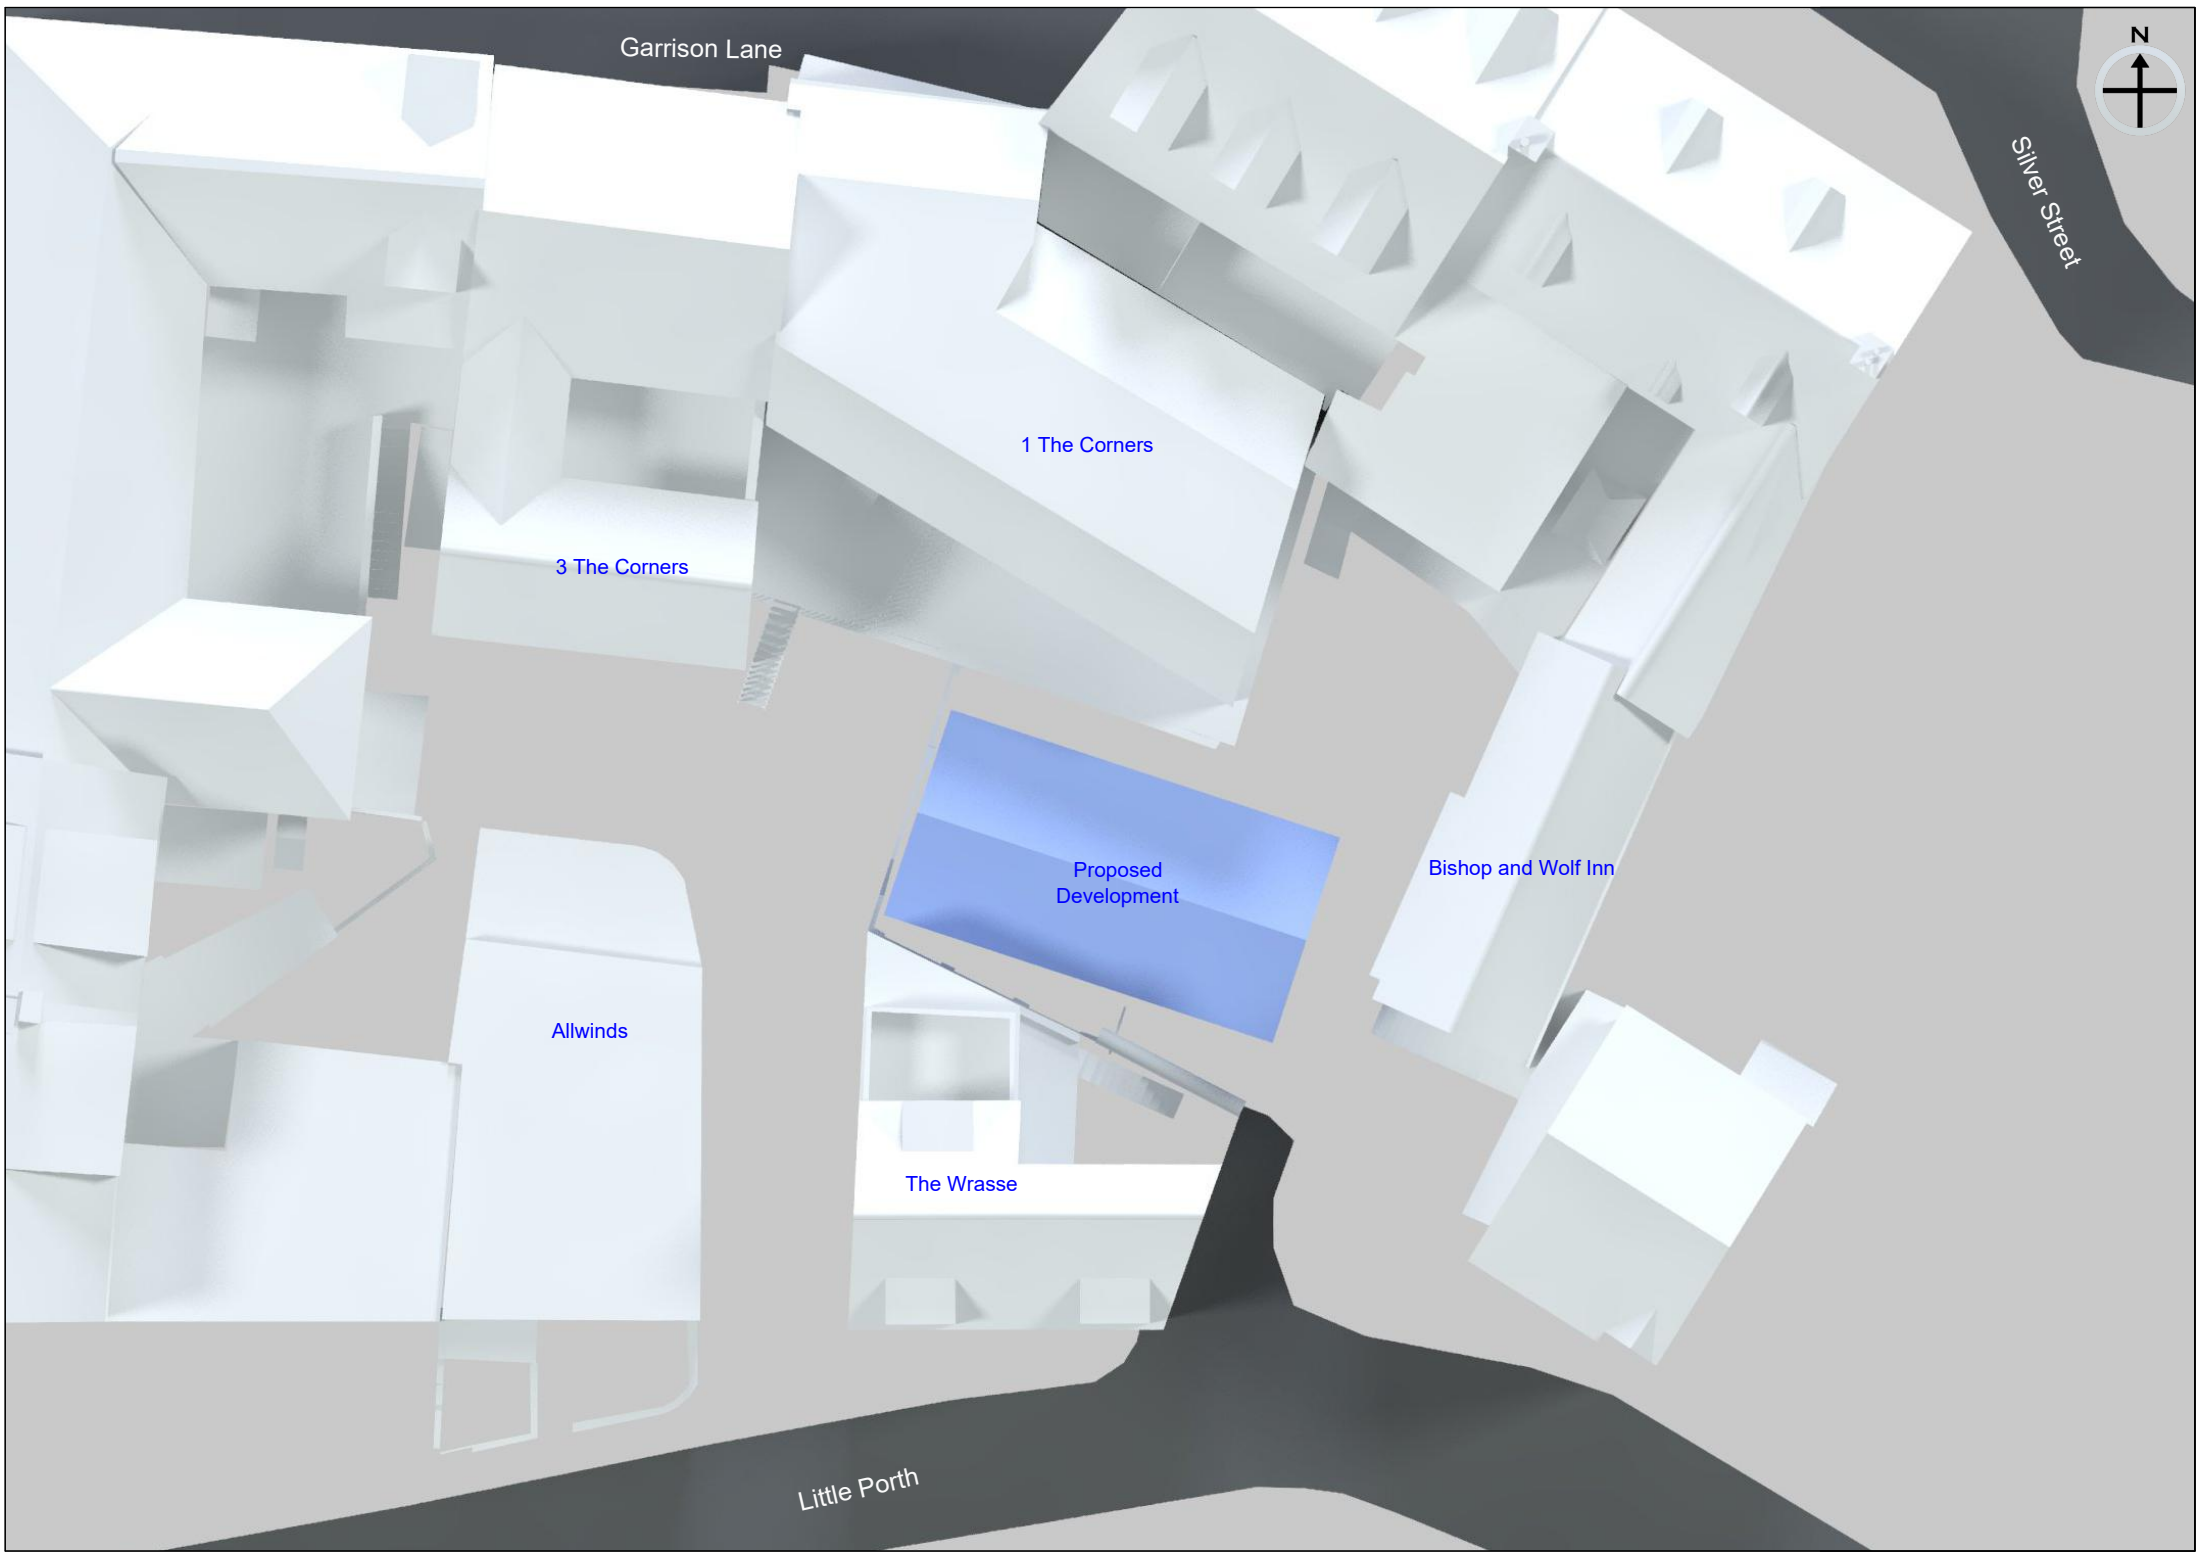 Garrison Lane
N
Silver Street
1 The Corners
3 The Corners
Proposed
Development
Bishop and Wolf Inn
Allwinds
The Wrasse
Little Porth